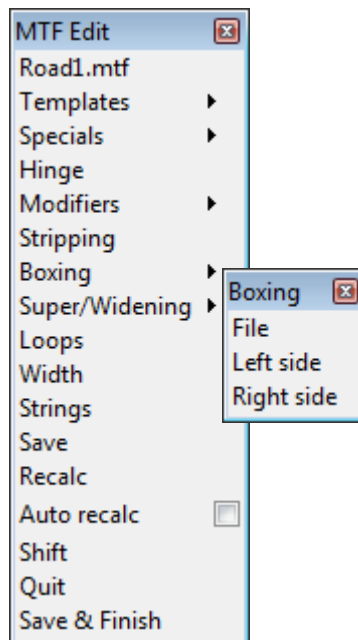 MTF Edit
Road1.mtf
Templates
Specials
Hinge
Modifiers
Stripping
Boxing
Super/Widening
Loops
Width
Strings
Save
Recalc
Auto recalc
Shift
Quit
Save & Finish
Boxing
File
Left side
Right side